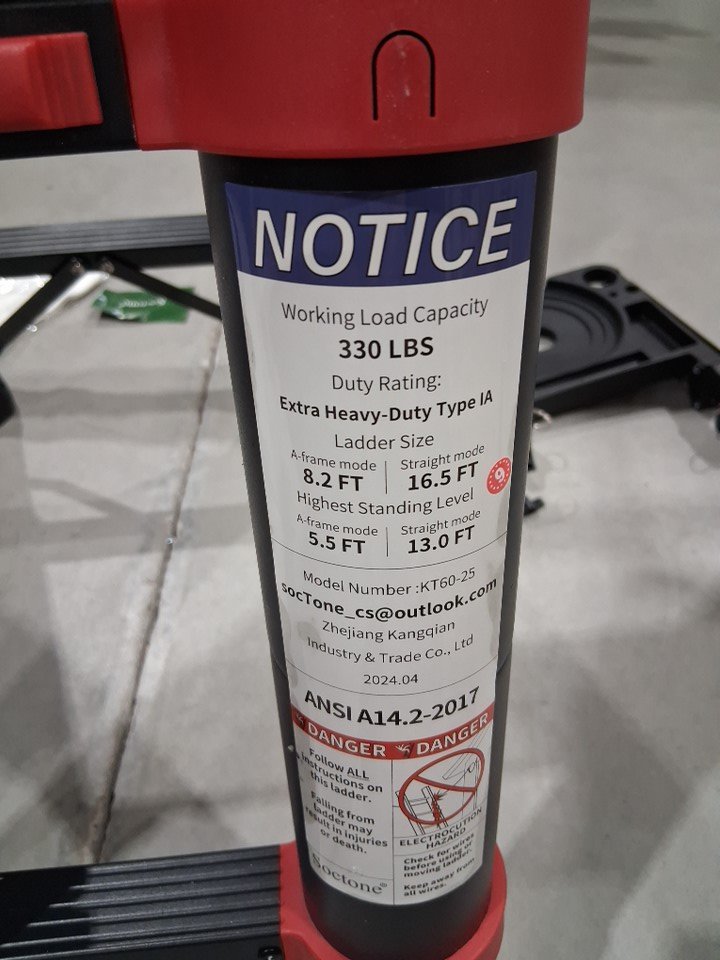 NOTICE
Working Load Capacity
330 LBS
Duty Rating:
Extra Heavy-Duty Type IA
Ladder Size
A-frame mode Straight mode
8.2 FT 16.5 FT
9
Highest Standing Level
A-frame mode Straight mode
5.5 FT 13.0 FT
Model Number :KT60-25
socTone_cs@outlook.com
Zhejiang Kangqian
Industry & Trade Co., Ltd
2024.04
ANSI A14.2-2017
DANGER DANGER
Follow ALL
instructions on
this ladder.
Falling from
ladder may
result in injuries
or death.
Soctone®
ELECTROCUTION
HAZARD
Check for wires
before using or
moving ladder.
Keep away from
all wires.